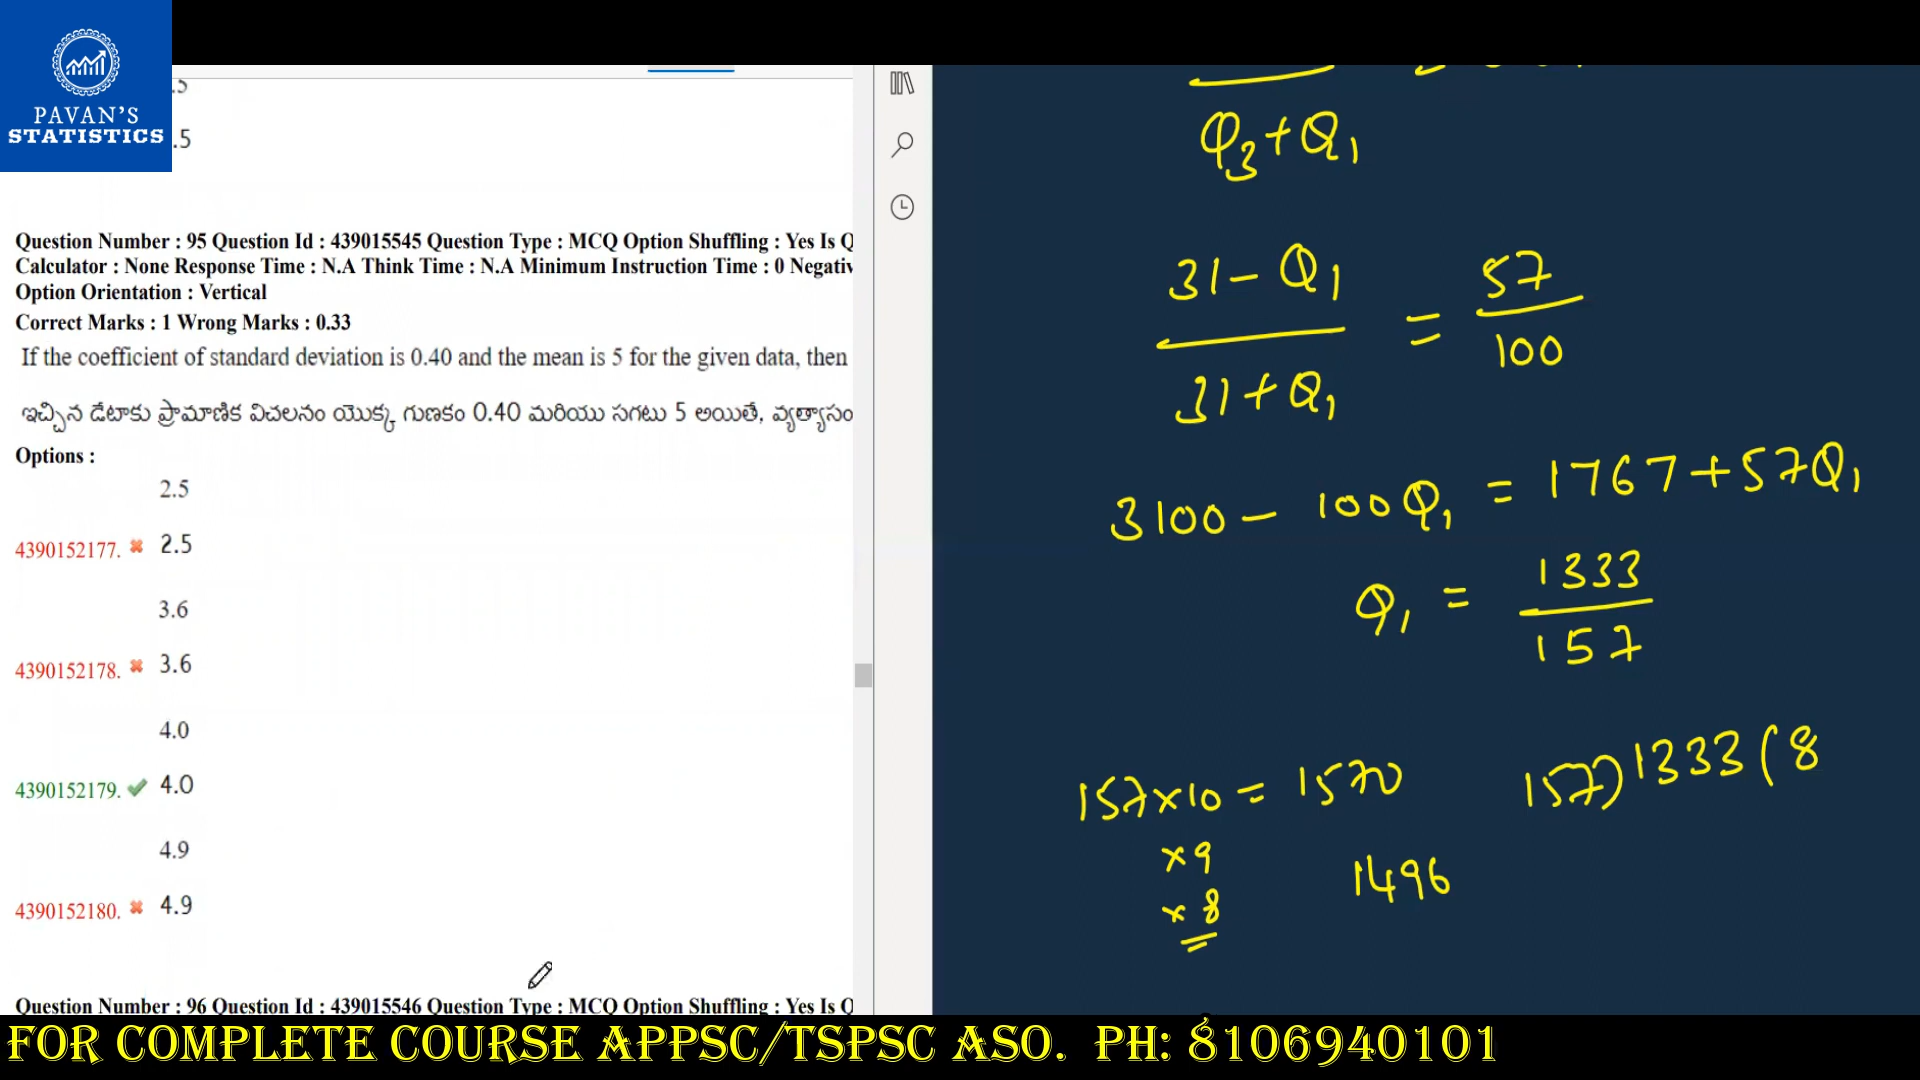 PAVAN'S
STATISTICS
.5
.5
Question Number : 95 Question Id : 439015545 Question Type : MCQ Option Shuffling : Yes Is Q
Calculator : None Response Time : N.A Think Time : N.A Minimum Instruction Time : 0 Negativ
Option Orientation : Vertical
Correct Marks : 1 Wrong Marks : 0.33
If the coefficient of standard deviation is 0.40 and the mean is 5 for the given data, then
ఇచ్చిన డేటాకు ప్రామాణిక విచలనం యొక్క గుణకం 0.40 మరియు సగటు 5 అయితే, వ్యత్యాసం
Options :
2.5
4390152177. ✖ 2.5
3.6
4390152178. ✖ 3.6
4.0
4390152179. ✔ 4.0
4.9
4390152180. ✖ 4.9
Question Number : 96 Question Id : 439015546 Question Type : MCQ Option Shuffling : Yes Is Q
Q3+Q1
31-Q1
31+Q1
=
57
100
3100 - 100Q1 = 1767+57Q1
Q1 =
1333
157
157×10 = 1570
×9
×8
1496
157)1333(8
FOR COMPLETE COURSE APPSC/TSPSC ASO. PH: 8106940101